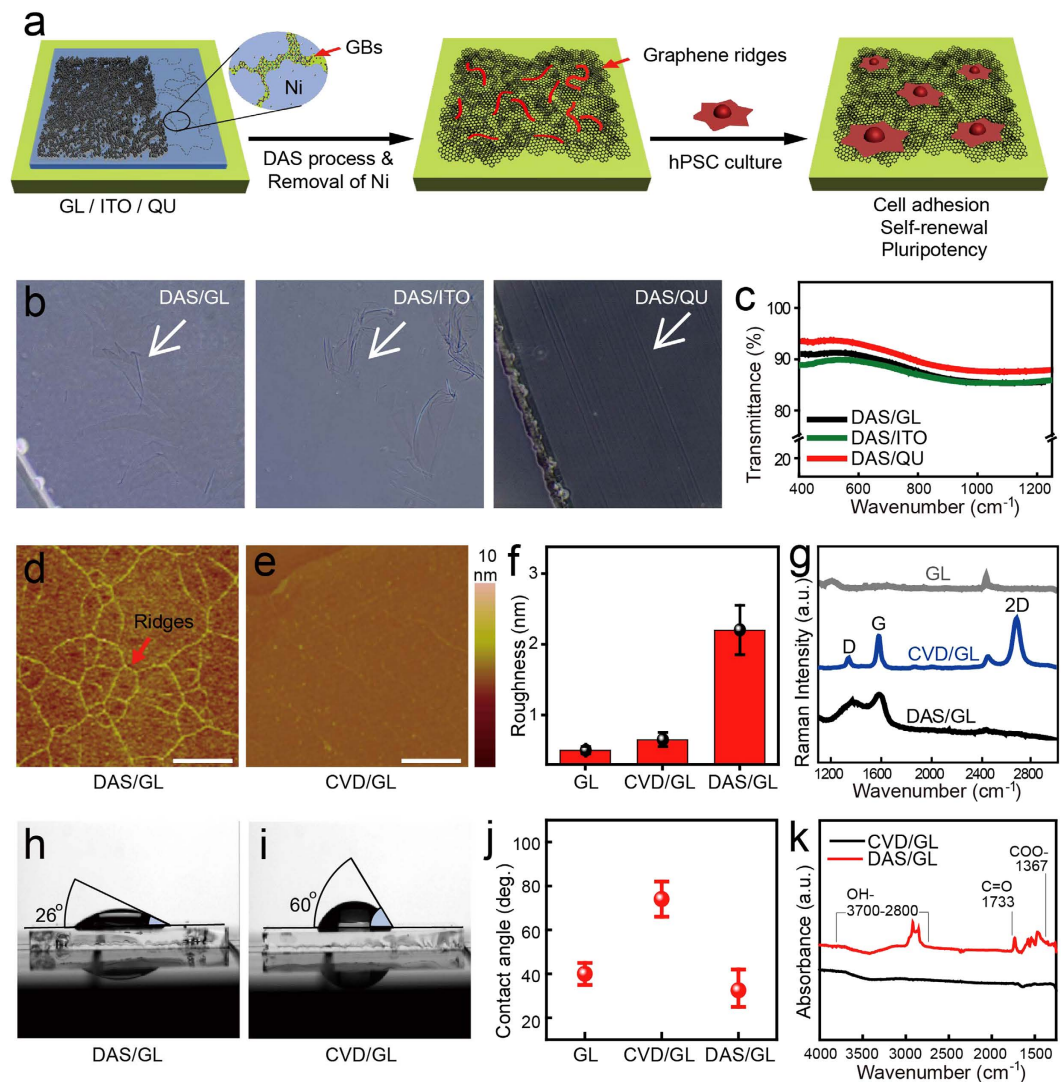 a
GBs
Ni
Graphene ridges
DAS process &
Removal of Ni
hPSC culture
GL / ITO / QU
Cell adhesion
Self-renewal
Pluripotency
b
DAS/GL
DAS/ITO
DAS/QU
c
Transmittance (%)
100
90
80
20
DAS/GL
DAS/ITO
DAS/QU
400 600 800 1000 1200
Wavenumber (cm-1)
d
Ridges
DAS/GL
e
CVD/GL
10
nm
f
Roughness (nm)
3
2
1
GL CVD/GL DAS/GL
g
Raman Intensity (a.u.)
GL
2D
G
D
CVD/GL
DAS/GL
1200 1600 2000 2400 2800
Wavenumber (cm-1)
h
26o
DAS/GL
i
60o
CVD/GL
j
Contact angle (deg.)
100
80
60
40
20
GL CVD/GL DAS/GL
k
Absorbance (a.u.)
CVD/GL
DAS/GL
COO-
1367
C=O
1733
OH-
3700-2800
4000 3500 3000 2500 2000 1500
Wavenumber (cm-1)